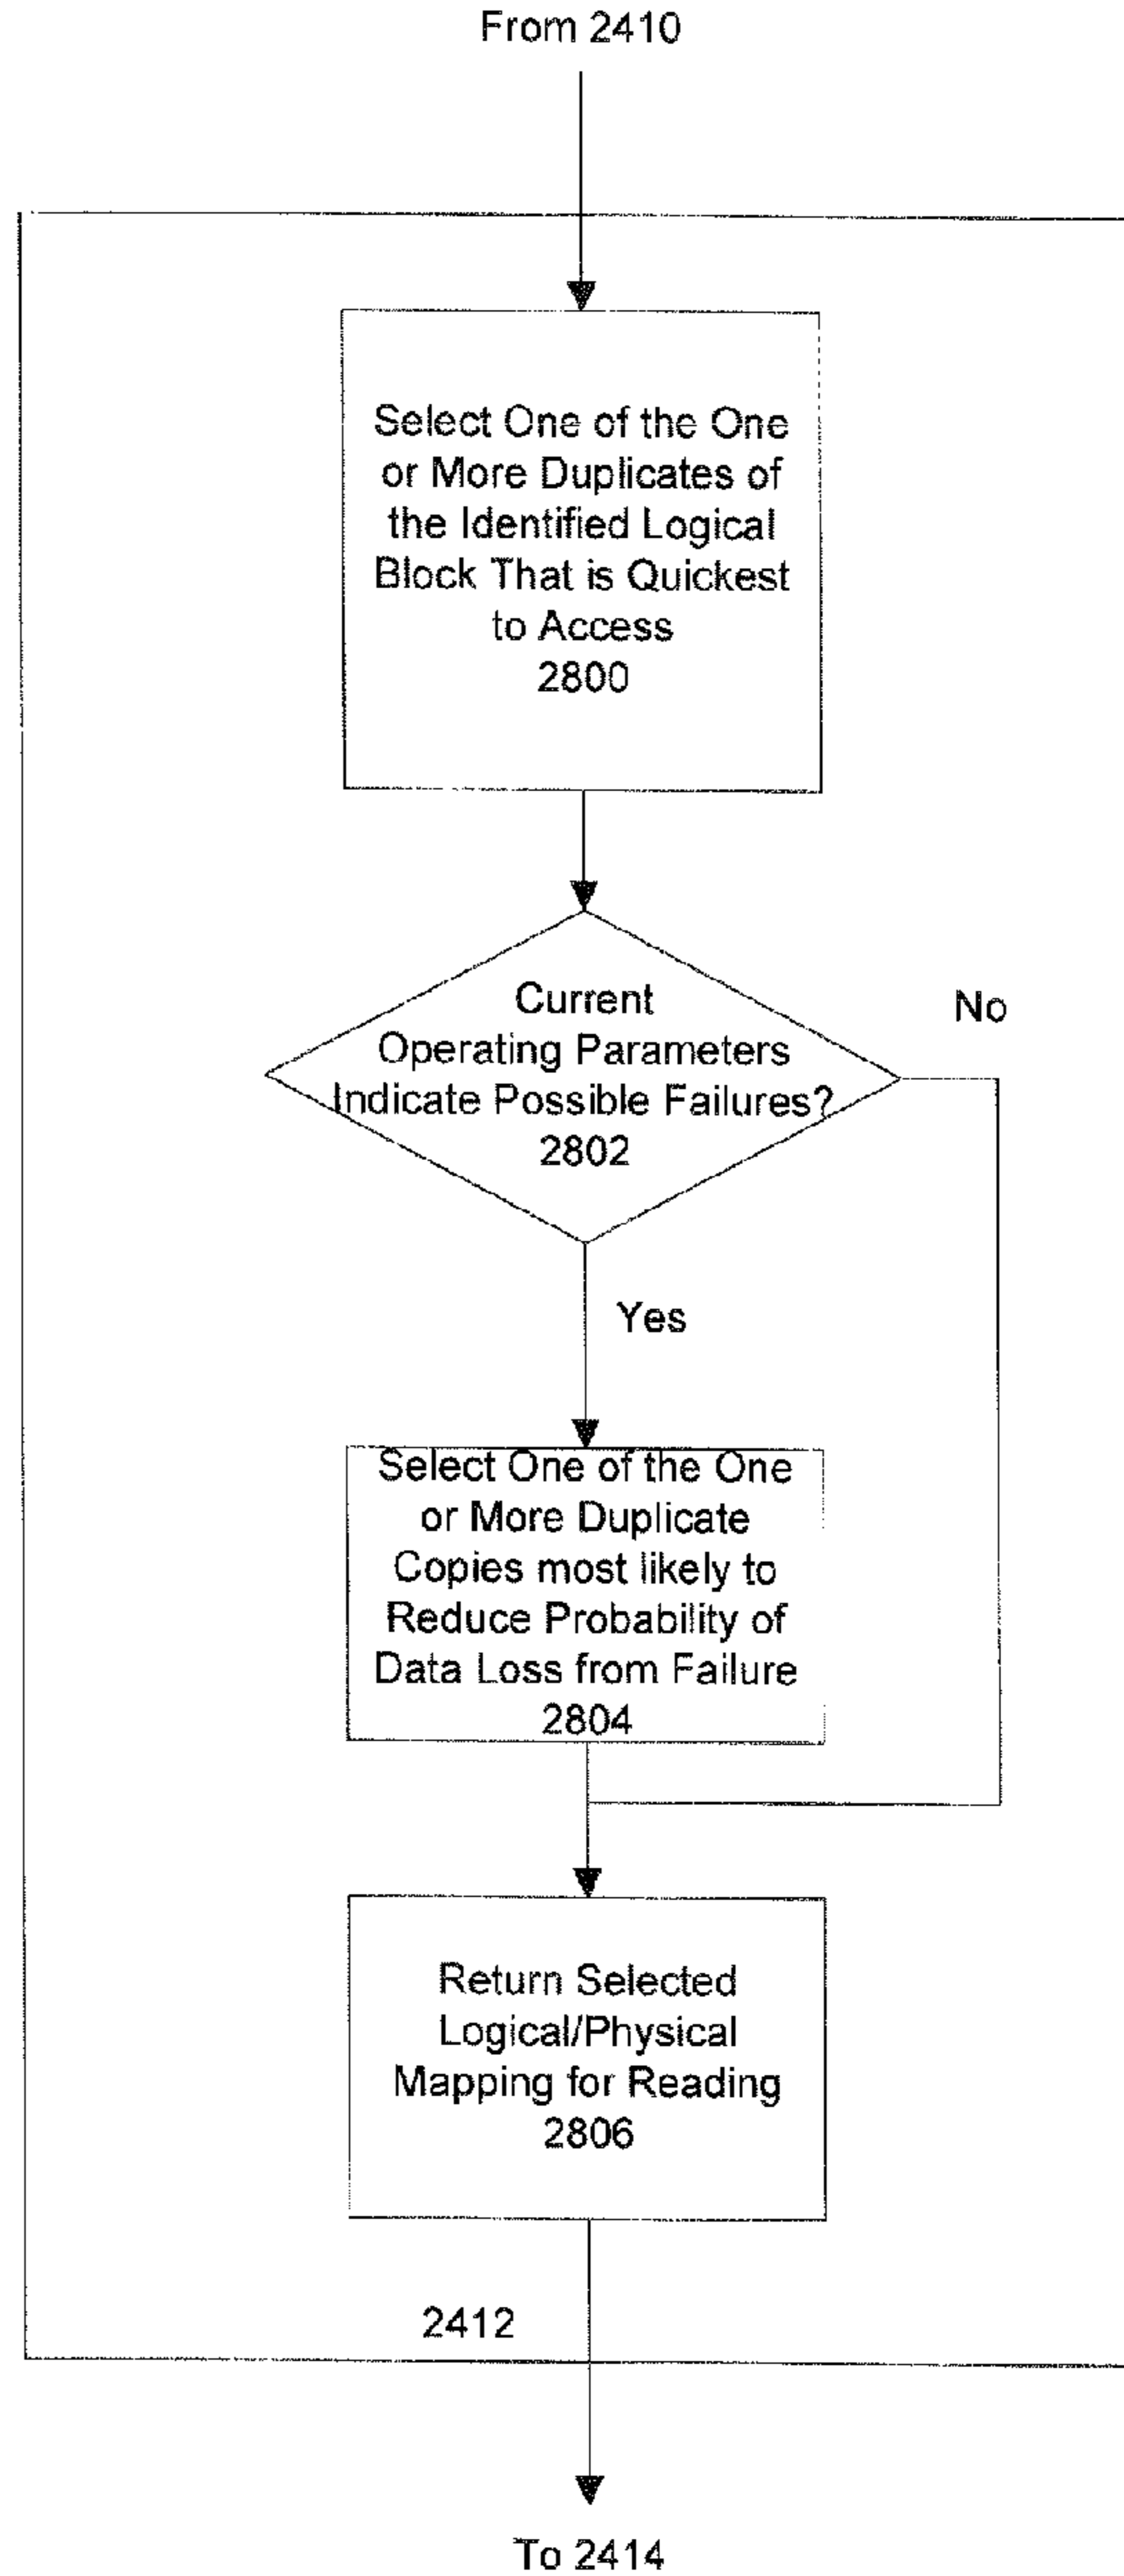 From 2410
Select One of the One
or More Duplicates of
the Identified Logical
Block That is Quickest
to Access
2800
Current
Operating Parameters
Indicate Possible Failures?
2802
No
Yes
Select One of the One
or More Duplicate
Copies most likely to
Reduce Probability of
Data Loss from Failure
2804
Return Selected
Logical/Physical
Mapping for Reading
2806
2412
To 2414